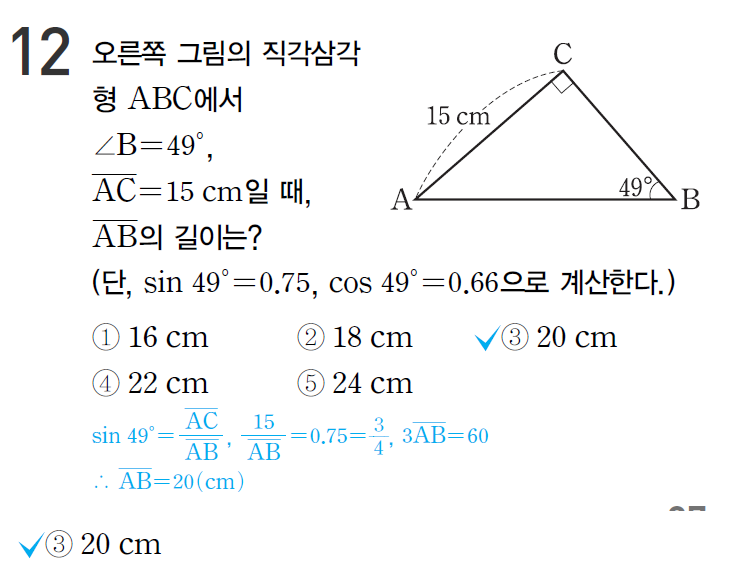 12 오른쪽 그림의 직각삼각
형 ABC에서
∠B=49°,
AC=15 cm일 때,
AB의 길이는?
(단, sin 49°=0.75, cos 49°=0.66으로 계산한다.)
C
15 cm
A
49°
B
① 16 cm ② 18 cm ✓③ 20 cm
④ 22 cm ⑤ 24 cm
sin 49°=AC/AB, 15/AB=0.75=3/4, 3AB=60
∴ AB=20(cm)
✓③ 20 cm